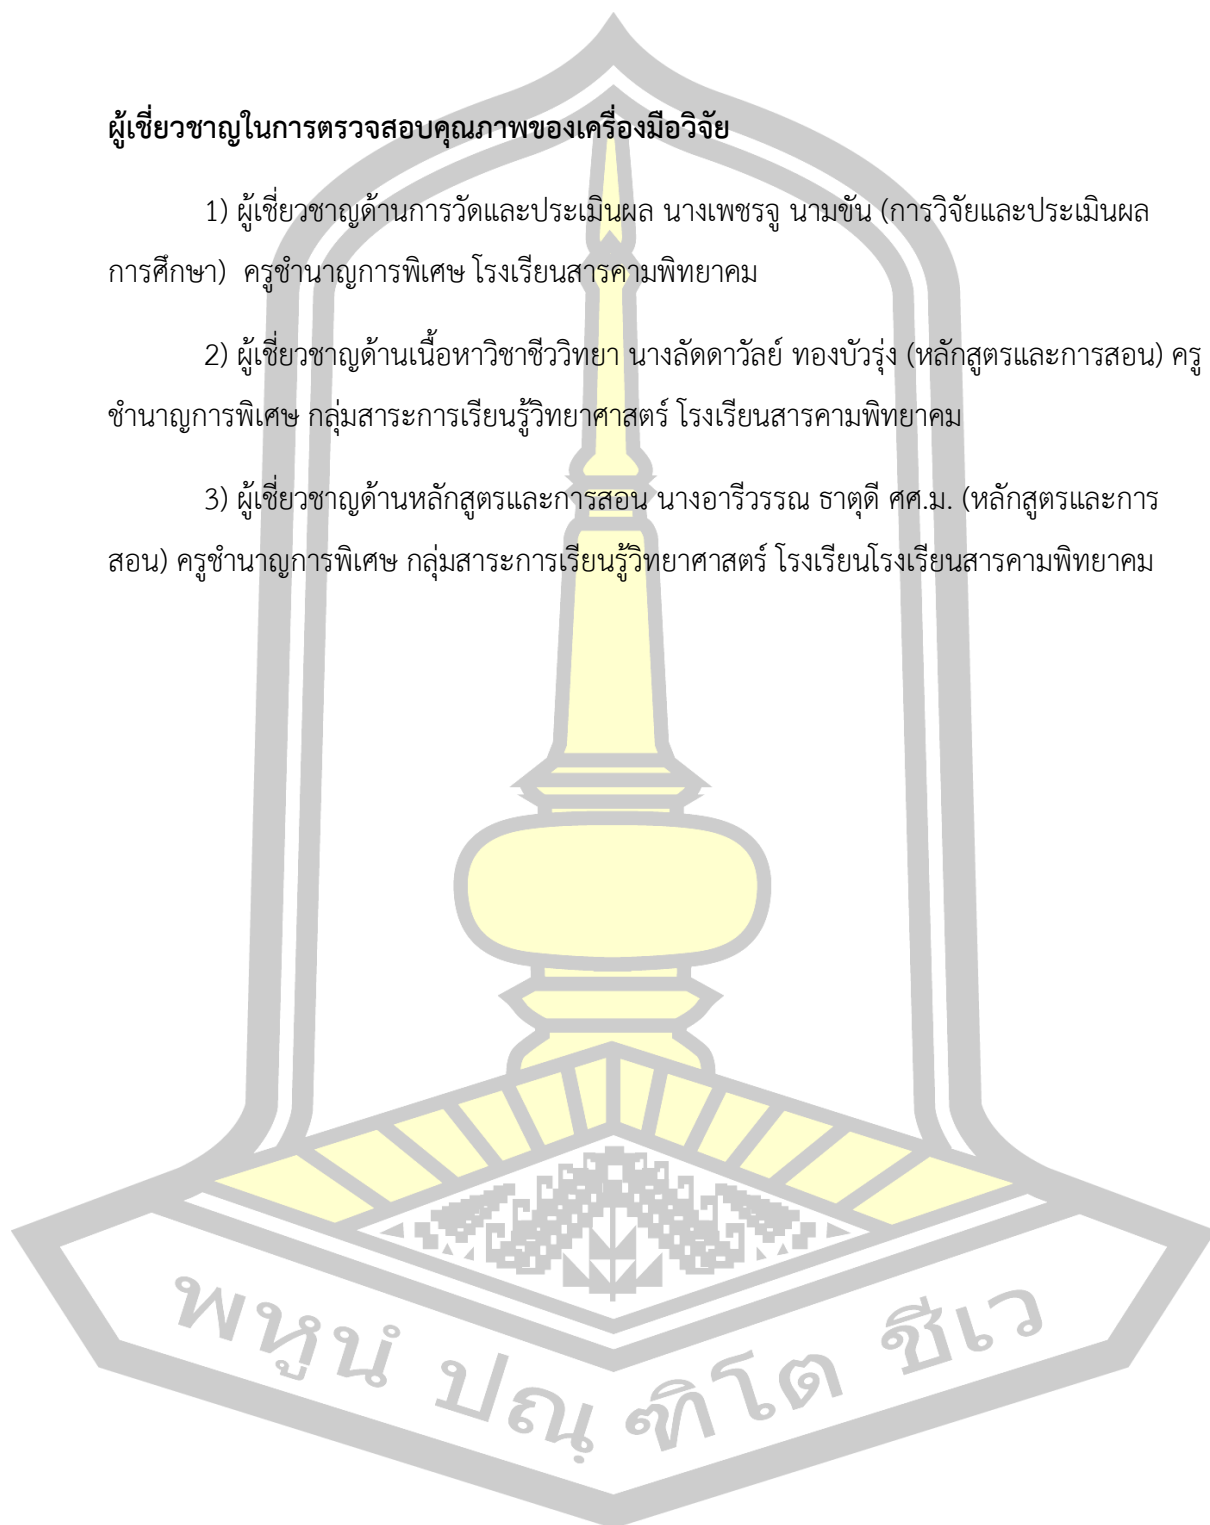 ผู้เชี่ยวชาญในการตรวจสอบคุณภาพของเครื่องมือวิจัย
1) ผู้เชี่ยวชาญด้านการวัดและประเมินผล นางเพชรจู นามขัน (การวิจัยและประเมินผล
การศึกษา)  ครูชำนาญการพิเศษ โรงเรียนสารคามพิทยาคม
2) ผู้เชี่ยวชาญด้านเนื้อหาวิชาชีววิทยา นางลัดดาวัลย์ ทองบัวรุ่ง (หลักสูตรและการสอน) ครู
ชำนาญการพิเศษ กลุ่มสาระการเรียนรู้วิทยาศาสตร์ โรงเรียนสารคามพิทยาคม
3) ผู้เชี่ยวชาญด้านหลักสูตรและการสอน นางอารีวรรณ ธาตุดี ศศ.ม. (หลักสูตรและการ
สอน) ครูชำนาญการพิเศษ กลุ่มสาระการเรียนรู้วิทยาศาสตร์ โรงเรียนโรงเรียนสารคามพิทยาคม
พหูนํ ปณฺ ฑิโต ชีเว